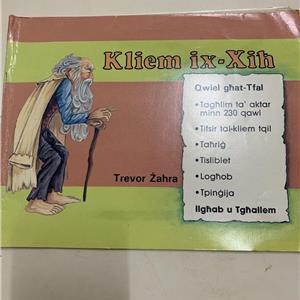 Kliem ix-Xih
Qwiel għat-Tfal
•Tagħlim ta' aktar
minn 230 qawl
•Tifsir tal-kliem tqil
•Taħriġ
•Tislibiet
•Logħob
•Tpinġija
Ilgħab u Tgħallem
Trevor Żahra